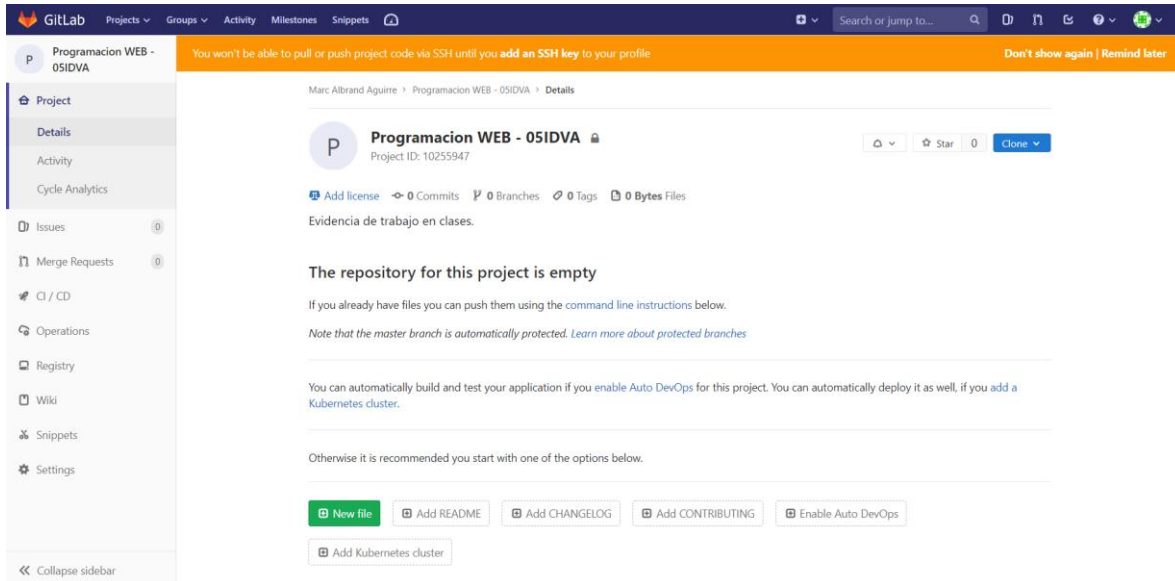 GitLab Projects Groups Activity Milestones Snippets Search or jump to...
Programacion WEB -
05IDVA
P
You won't be able to pull or push project code via SSH until you add an SSH key to your profile Don't show again | Remind later
Project
Details
Activity
Cycle Analytics
Issues 0
Merge Requests 0
CI / CD
Operations
Registry
Wiki
Snippets
Settings
Collapse sidebar
Marc Albrand Aguirre > Programacion WEB - 05IDVA > Details
P
Programacion WEB - 05IDVA
Project ID: 10255947
Star 0 Clone
Add license 0 Commits 0 Branches 0 Tags 0 Bytes Files
Evidencia de trabajo en clases.
The repository for this project is empty
If you already have files you can push them using the command line instructions below.
Note that the master branch is automatically protected. Learn more about protected branches
You can automatically build and test your application if you enable Auto DevOps for this project. You can automatically deploy it as well, if you add a
Kubernetes cluster.
Otherwise it is recommended you start with one of the options below.
New file Add README Add CHANGELOG Add CONTRIBUTING Enable Auto DevOps
Add Kubernetes cluster